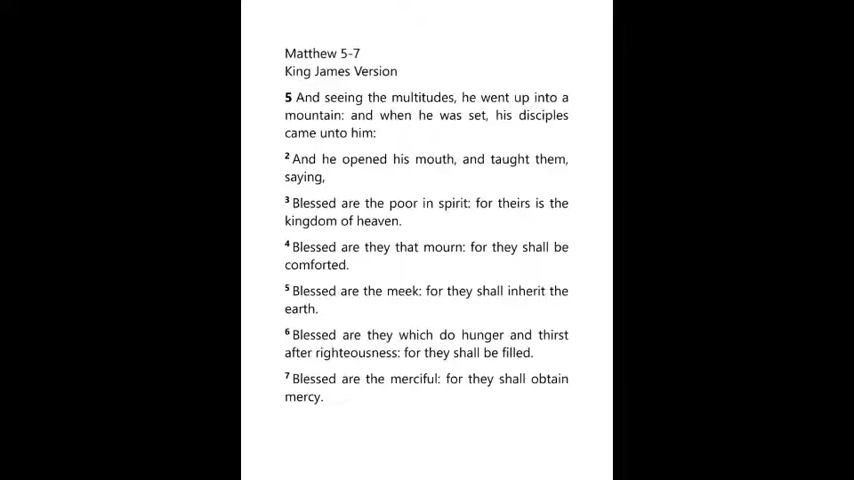 Matthew 5-7
King James Version
5 And seeing the multitudes, he went up into a
mountain: and when he was set, his disciples
came unto him:
2 And he opened his mouth, and taught them,
saying,
3 Blessed are the poor in spirit: for theirs is the
kingdom of heaven.
4 Blessed are they that mourn: for they shall be
comforted.
5 Blessed are the meek: for they shall inherit the
earth.
6 Blessed are they which do hunger and thirst
after righteousness: for they shall be filled.
7 Blessed are the merciful: for they shall obtain
mercy.